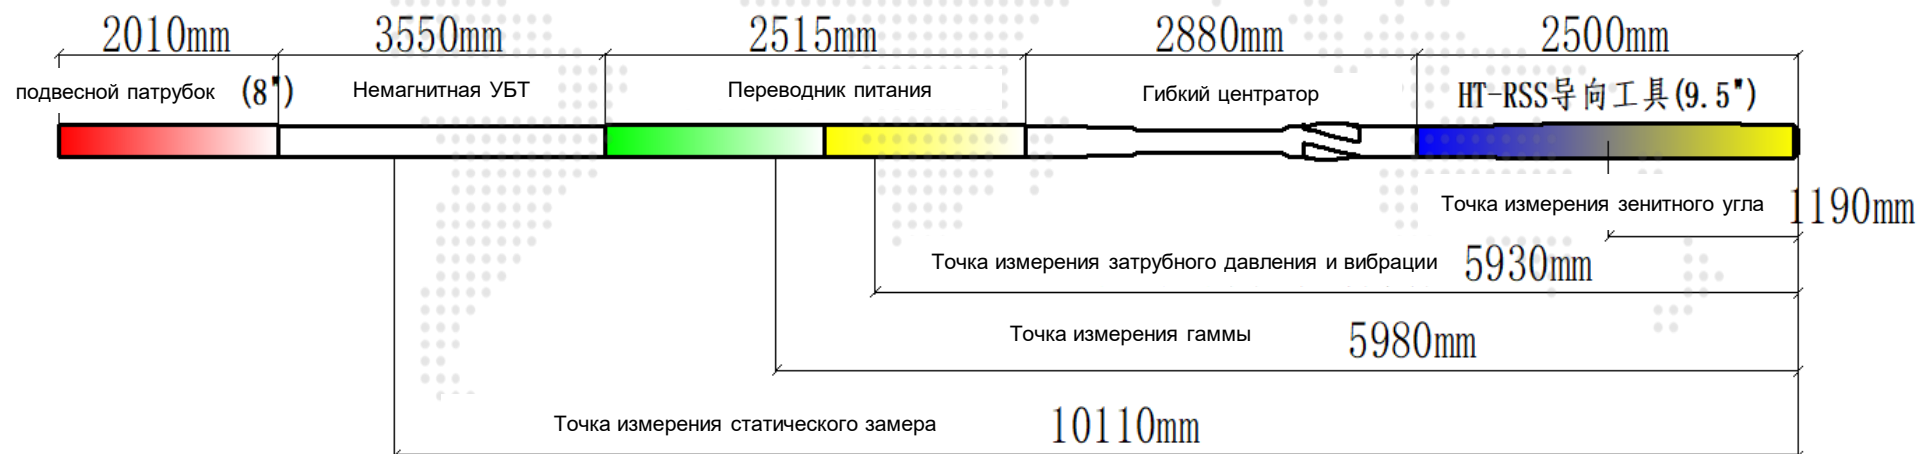 2010mm 3550mm 2515mm 2880mm 2500mm
подвесной патрубок (8") Немагнитная УБТ Переводник питания Гибкий центратор HT-RSS导向工具(9.5")
Точка измерения зенитного угла 1190mm
Точка измерения затрубного давления и вибрации 5930mm
Точка измерения гаммы 5980mm
Точка измерения статического замера 10110mm